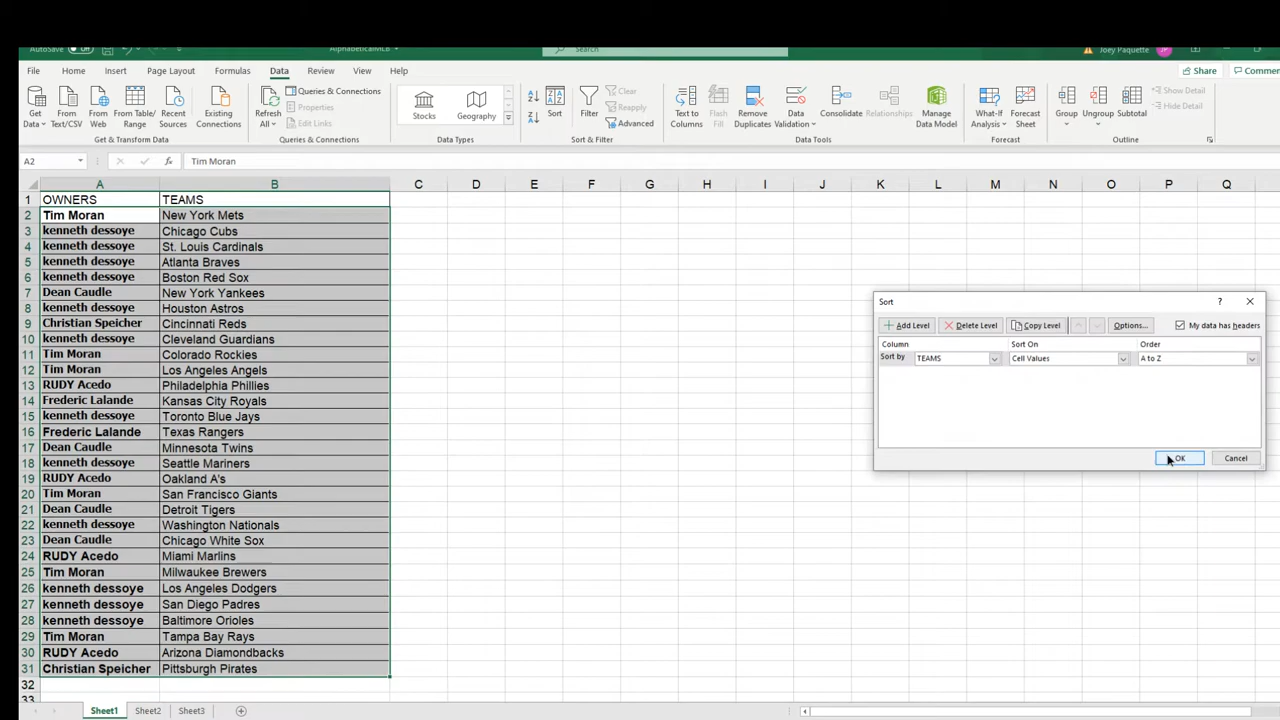 AutoSave Off AlphabeticalMLB Search Joey Paquette JP
File Home Insert Page Layout Formulas Data Review View Help Share Commen
Get Data From Text/CSV From Web From Table/Range Recent Sources Existing Connections
Get & Transform Data
Refresh All Queries & Connections Properties Edit Links
Queries & Connections
Stocks Geography
Data Types
Sort Filter Clear Reapply Advanced
Sort & Filter
Text to Columns Flash Fill Remove Duplicates Data Validation Consolidate Relationships Manage Data Model
Data Tools
What-If Analysis Forecast Sheet
Forecast
Group Ungroup Subtotal Show Detail Hide Detail
Outline
A2 fx Tim Moran
A B C D E F G H I J K L M N O P Q
1 OWNERS TEAMS
2 Tim Moran New York Mets
3 kenneth dessoye Chicago Cubs
4 kenneth dessoye St. Louis Cardinals
5 kenneth dessoye Atlanta Braves
6 kenneth dessoye Boston Red Sox
7 Dean Caudle New York Yankees
8 kenneth dessoye Houston Astros
9 Christian Speicher Cincinnati Reds
10 kenneth dessoye Cleveland Guardians
11 Tim Moran Colorado Rockies
12 Tim Moran Los Angeles Angels
13 RUDY Acedo Philadelphia Phillies
14 Frederic Lalande Kansas City Royals
15 kenneth dessoye Toronto Blue Jays
16 Frederic Lalande Texas Rangers
17 Dean Caudle Minnesota Twins
18 kenneth dessoye Seattle Mariners
19 RUDY Acedo Oakland A's
20 Tim Moran San Francisco Giants
21 Dean Caudle Detroit Tigers
22 kenneth dessoye Washington Nationals
23 Dean Caudle Chicago White Sox
24 RUDY Acedo Miami Marlins
25 Tim Moran Milwaukee Brewers
26 kenneth dessoye Los Angeles Dodgers
27 kenneth dessoye San Diego Padres
28 kenneth dessoye Baltimore Orioles
29 Tim Moran Tampa Bay Rays
30 RUDY Acedo Arizona Diamondbacks
31 Christian Speicher Pittsburgh Pirates
32
33
Sort ?
Add Level Delete Level Copy Level Options... My data has headers
Column Sort On Order
Sort by TEAMS Cell Values A to Z
OK Cancel
Sheet1 Sheet2 Sheet3